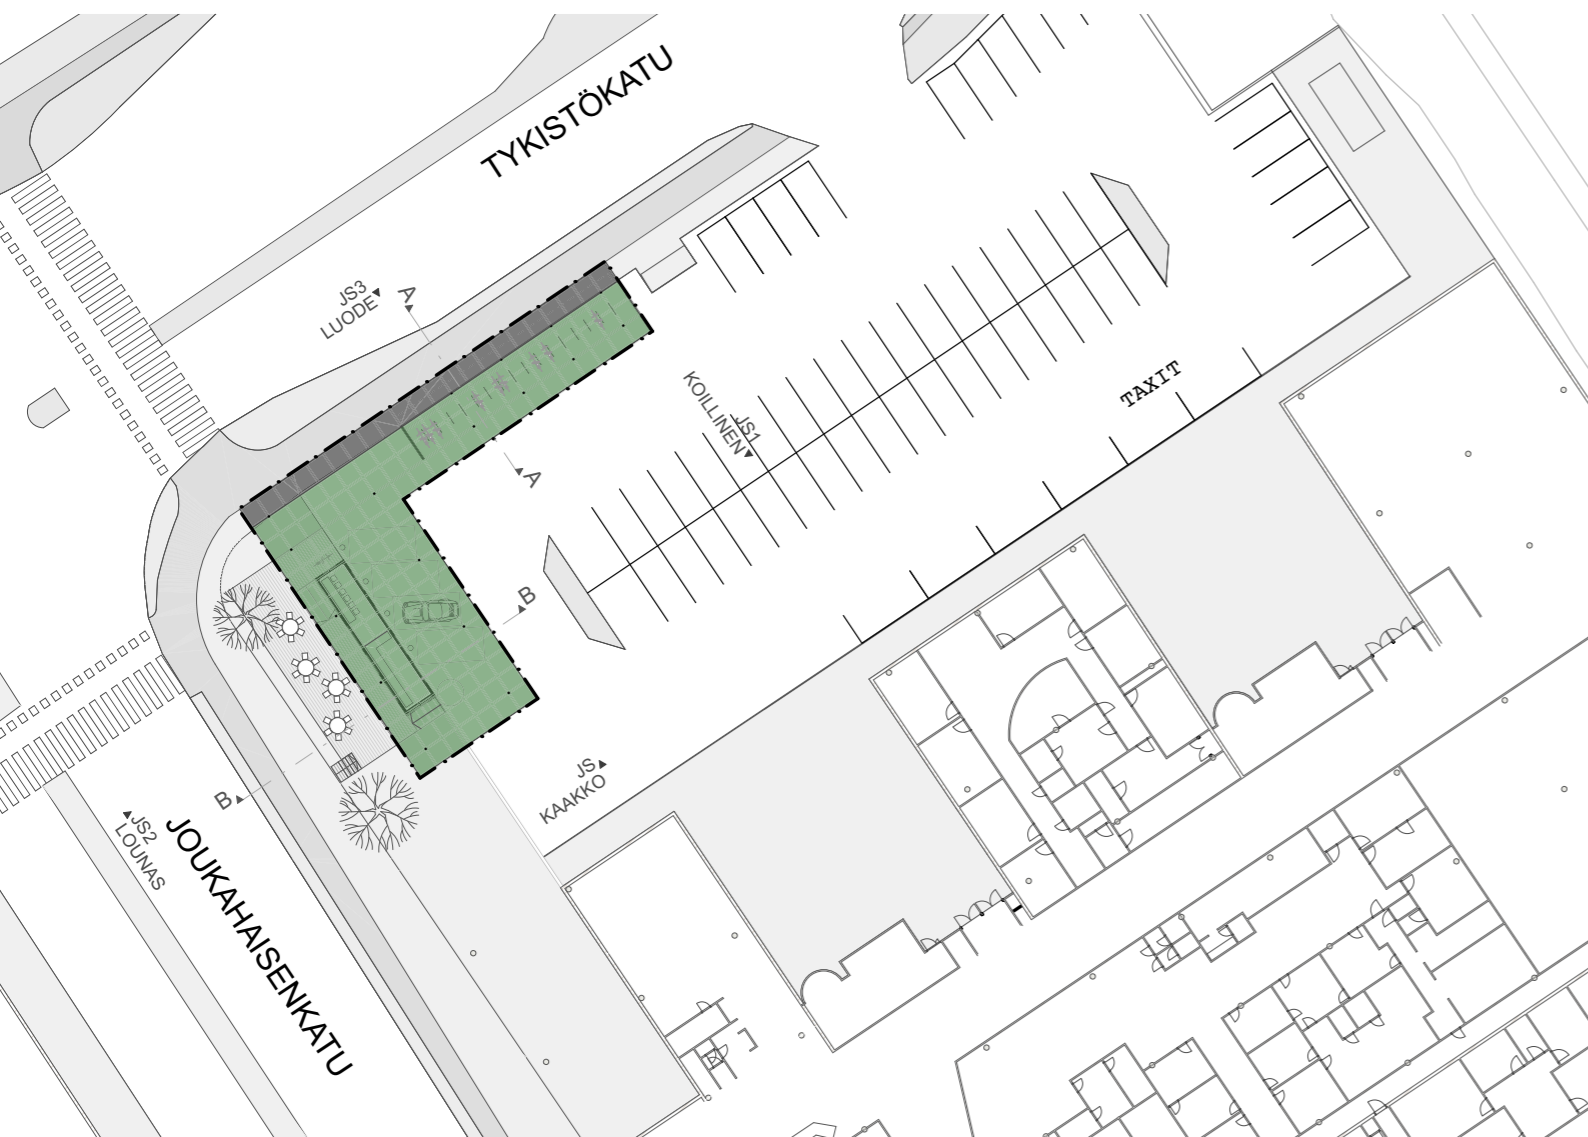 TYKISTÖKATU
JS3
LUODE
A
JS1
KOILLINEN
TAXIT
A
B
JS
KAAKKO
B
JS2
LOUNAS
JOUKAHAISENKATU